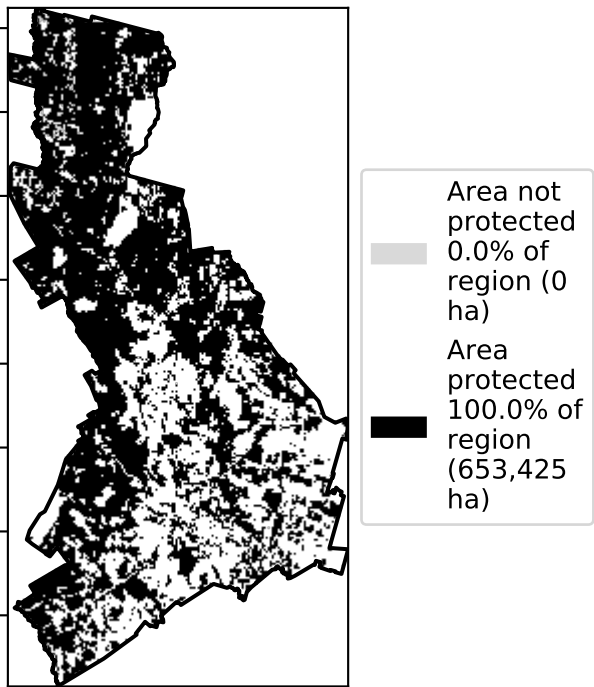 Area not
protected
0.0% of
region (0
ha)
Area
protected
100.0% of
region
(653,425
ha)